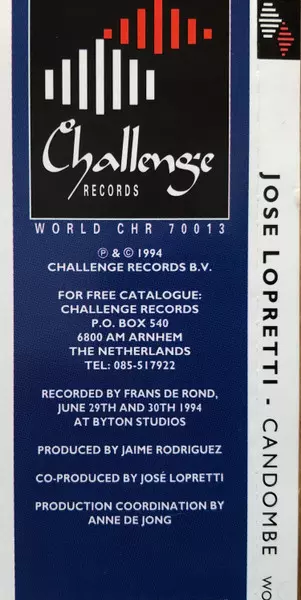 Challenge
RECORDS
WORLD CHR 70013
℗ & © 1994
CHALLENGE RECORDS B.V.
FOR FREE CATALOGUE:
CHALLENGE RECORDS
P.O. BOX 540
6800 AM ARNHEM
THE NETHERLANDS
TEL: 085-517922
RECORDED BY FRANS DE ROND,
JUNE 29TH AND 30TH 1994
AT BYTON STUDIOS
PRODUCED BY JAIME RODRIGUEZ
CO-PRODUCED BY JOSÉ LOPRETTI
PRODUCTION COORDINATION BY
ANNE DE JONG
JOSE LOPRETTI - CANDOMBE